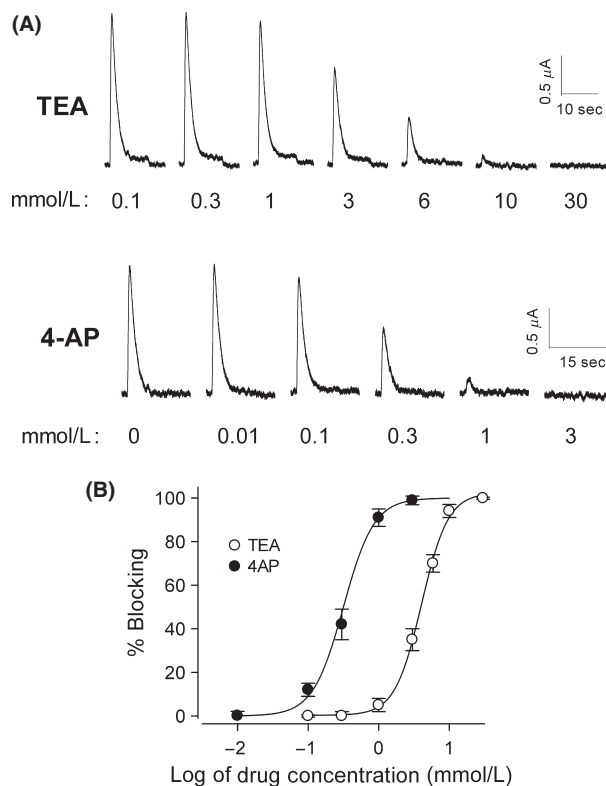 (A)
TEA
0.5 μA
10 sec
mmol/L: 0.1 0.3 1 3 6 10 30
4-AP
0.5 μA
15 sec
mmol/L: 0 0.01 0.1 0.3 1 3
(B)
100
80
60
40
20
0
% Blocking
TEA
4AP
−2 −1 0 1
Log of drug concentration (mmol/L)